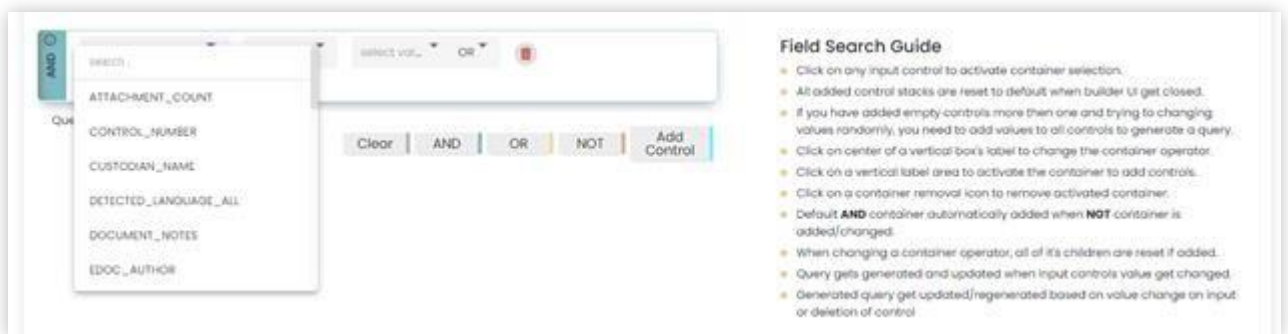 AND
select val...
OR
search..
ATTACHMENT_COUNT
CONTROL_NUMBER
CUSTODIAN_NAME
DETECTED_LANGUAGE_ALL
DOCUMENT_NOTES
EDOC_AUTHOR
Que
Clear
AND
OR
NOT
Add
Control
Field Search Guide
Click on any input control to activate container selection.
All added control stacks are reset to default when builder UI get closed.
If you have added empty controls more then one and trying to changing
values randomly, you need to add values to all controls to generate a query.
Click on center of a vertical box's label to change the container operator.
Click on a vertical label area to activate the container to add controls.
Click on a container removal icon to remove activated container.
Default AND container automatically added when NOT container is
added/changed.
When changing a container operator, all of it's children are reset if added.
Query gets generated and updated when input controls value get changed.
Generated query get updated/regenerated based on value change on input
or deletion of control